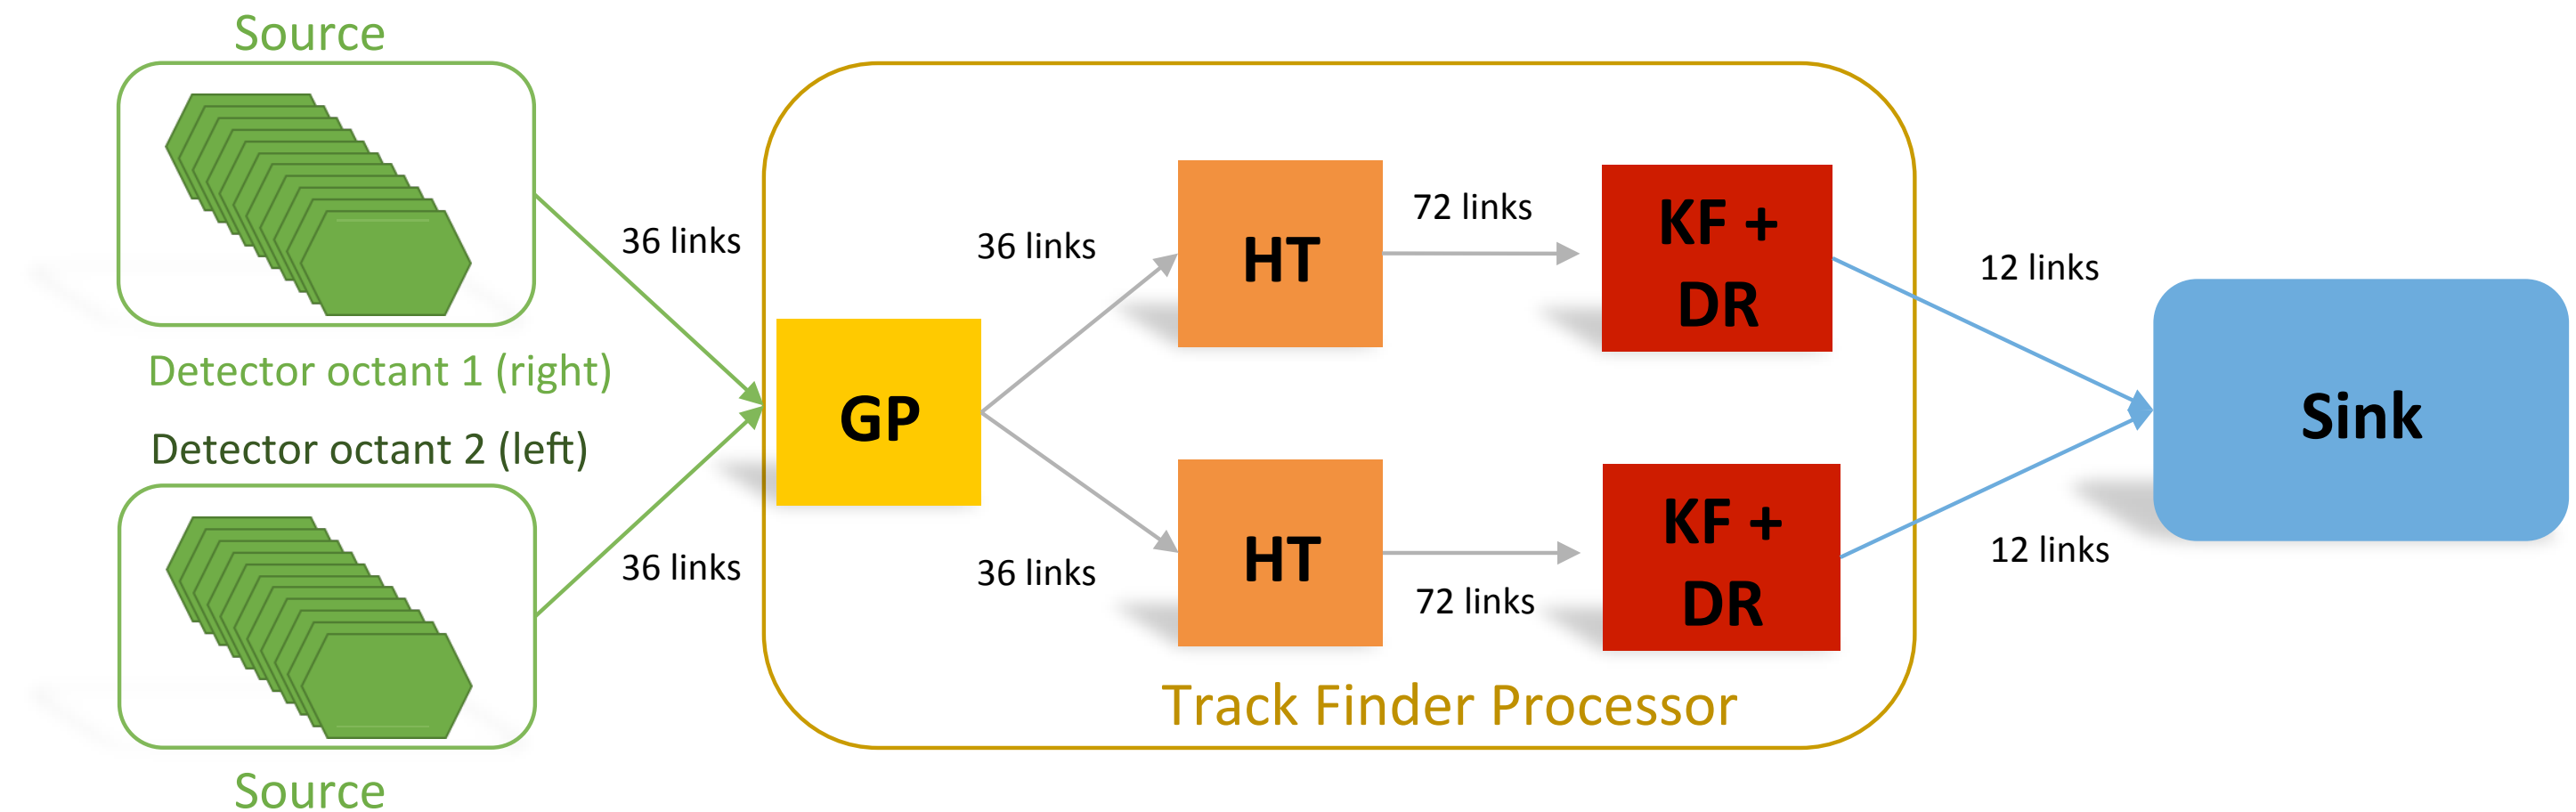 Source
36 links
Detector octant 1 (right)
Detector octant 2 (left)
36 links
Source
GP
36 links
36 links
HT
72 links
KF +
DR
HT
72 links
KF +
DR
Track Finder Processor
12 links
12 links
Sink